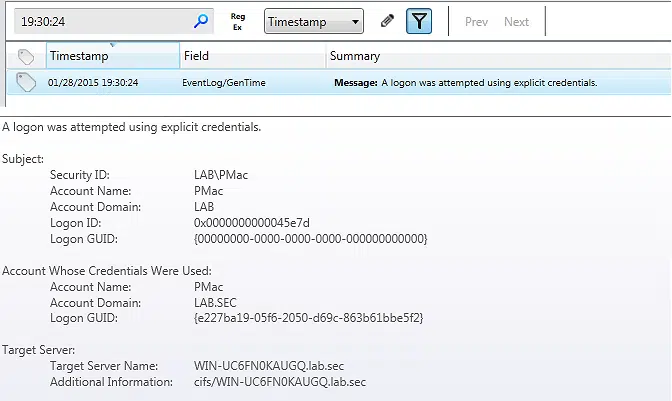 19:30:24 Reg Ex Timestamp Prev Next
Timestamp Field Summary
01/28/2015 19:30:24 EventLog/GenTime Message: A logon was attempted using explicit credentials.
A logon was attempted using explicit credentials.
Subject:
Security ID: LAB\PMac
Account Name: PMac
Account Domain: LAB
Logon ID: 0x0000000000045e7d
Logon GUID: {00000000-0000-0000-0000-000000000000}
Account Whose Credentials Were Used:
Account Name: PMac
Account Domain: LAB.SEC
Logon GUID: {e227ba19-05f6-2050-d69c-863b61bbe5f2}
Target Server:
Target Server Name: WIN-UC6FN0KAUGQ.lab.sec
Additional Information: cifs/WIN-UC6FN0KAUGQ.lab.sec